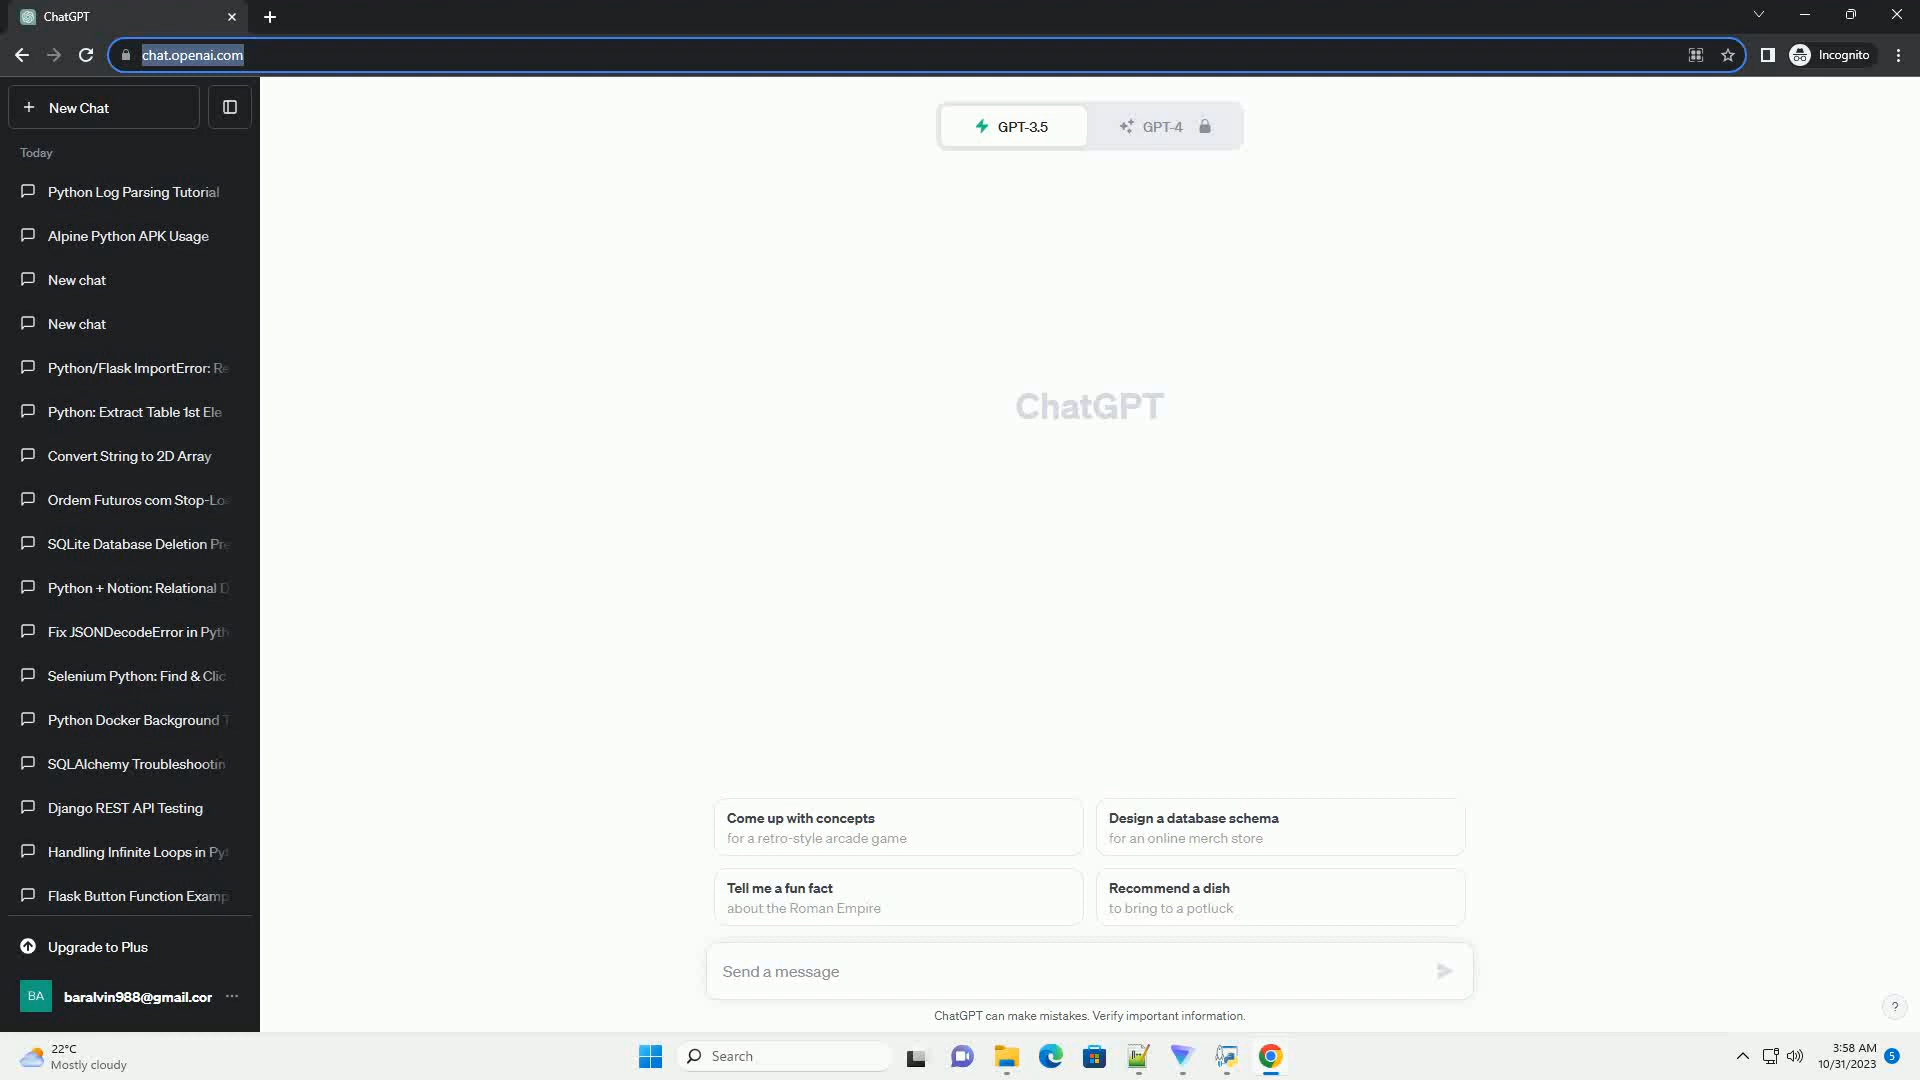 ChatGPT
chat.openai.com
Incognito
New Chat
GPT-3.5
GPT-4
Today
Python Log Parsing Tutorial
Alpine Python APK Usage
New chat
New chat
Python/Flask ImportError: Re
Python: Extract Table 1st Ele
Convert String to 2D Array
Ordem Futuros com Stop-Lo
SQLite Database Deletion Pre
Python + Notion: Relational D
Fix JSONDecodeError in Pyth
Selenium Python: Find & Clic
Python Docker Background T
SQLAlchemy Troubleshootin
Django REST API Testing
Handling Infinite Loops in Py
Flask Button Function Examp
Upgrade to Plus
BA
baralvin988@gmail.cor
ChatGPT
Come up with concepts
for a retro-style arcade game
Design a database schema
for an online merch store
Tell me a fun fact
about the Roman Empire
Recommend a dish
to bring to a potluck
Send a message
ChatGPT can make mistakes. Verify important information.
?
22°C
Mostly cloudy
Search
3:58 AM
10/31/2023
5